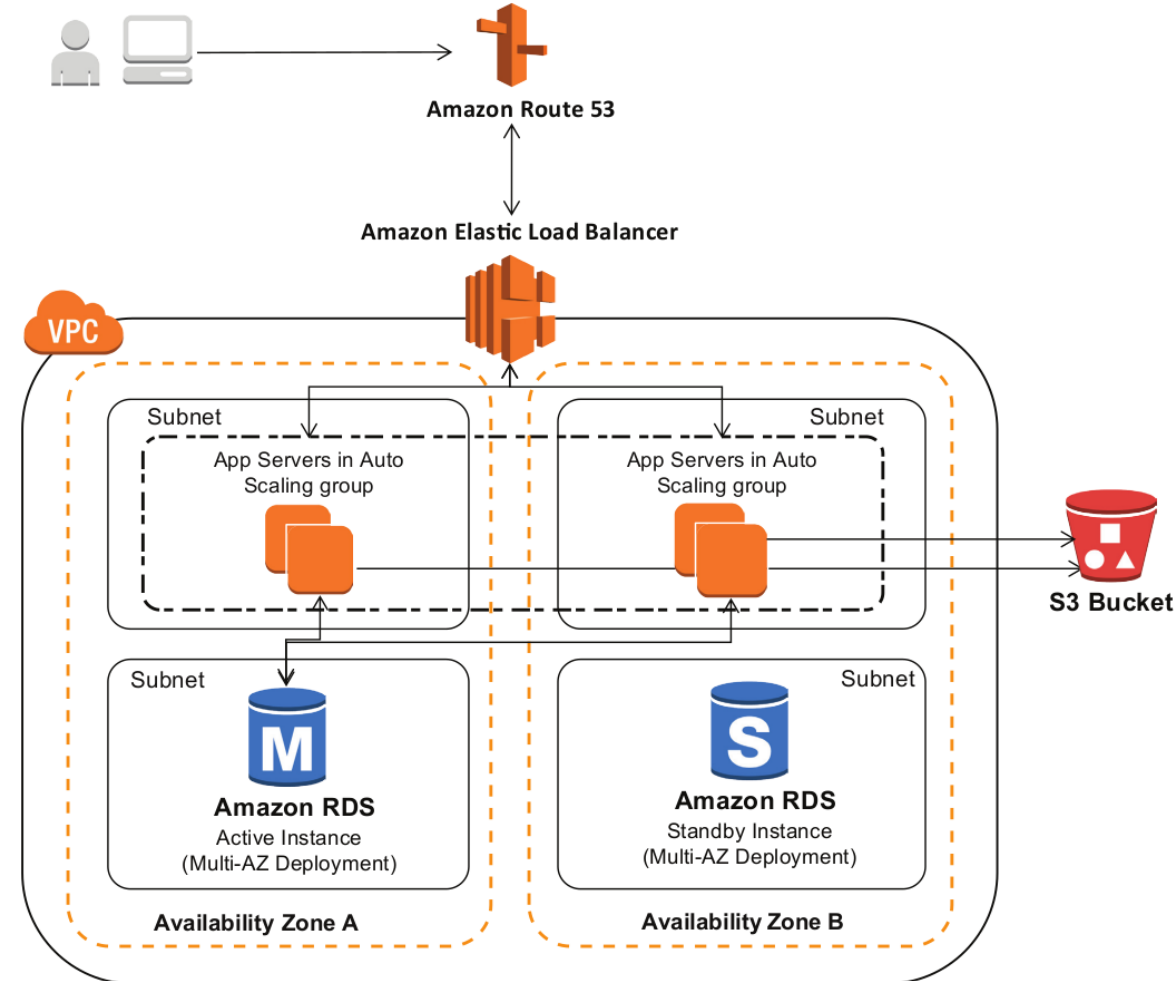 Amazon Route 53
Amazon Elastic Load Balancer
VPC
Subnet
Subnet
App Servers in Auto
Scaling group
App Servers in Auto
Scaling group
S3 Bucket
Subnet
Subnet
M
S
Amazon RDS
Active Instance
(Multi-AZ Deployment)
Amazon RDS
Standby Instance
(Multi-AZ Deployment)
Availability Zone A
Availability Zone B